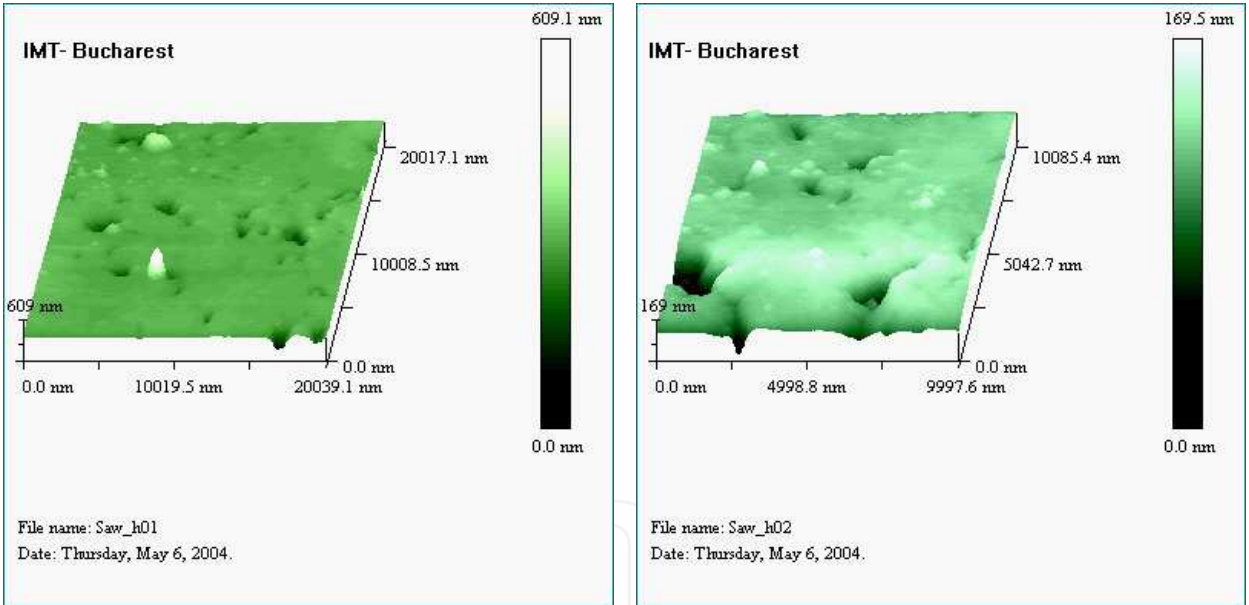 609.1 nm
IMT- Bucharest
20017.1 nm
10008.5 nm
609 nm
0.0 nm
0.0 nm
10019.5 nm
20039.1 nm
0.0 nm
File name: Saw_h01
Date: Thursday, May 6, 2004.
169.5 nm
IMT- Bucharest
10085.4 nm
5042.7 nm
169 nm
0.0 nm
0.0 nm
4998.8 nm
9997.6 nm
0.0 nm
File name: Saw_h02
Date: Thursday, May 6, 2004.